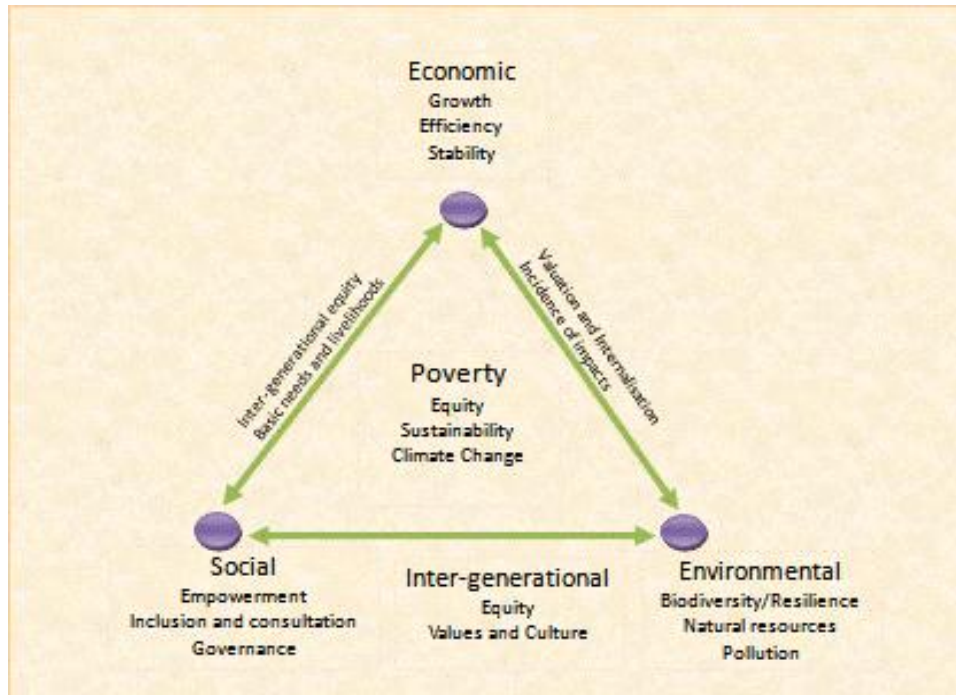 Economic
Growth
Efficiency
Stability
Inter-generational equity
Basic needs and livelihoods
Valuation and Internalisation
Incidence of impacts
Poverty
Equity
Sustainability
Climate Change
Social
Empowerment
Inclusion and consultation
Governance
Inter-generational
Equity
Values and Culture
Environmental
Biodiversity/Resilience
Natural resources
Pollution